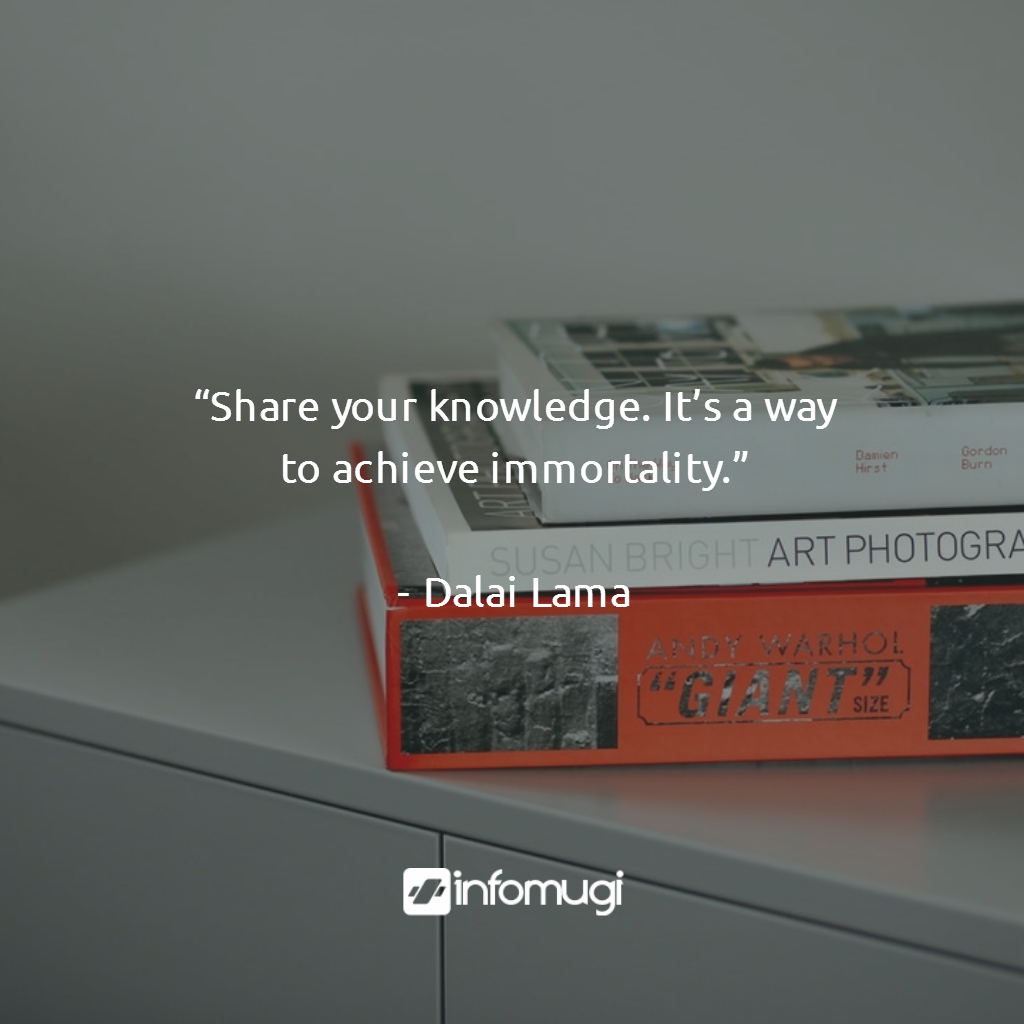 “Share your knowledge. It’s a way
to achieve immortality.”
- Dalai Lama
Damien
Hirst
Gordon
Burn
SUSAN BRIGHT ART PHOTOGRA
ANDY WARHOL
“GIANT”
SIZE
infomugi